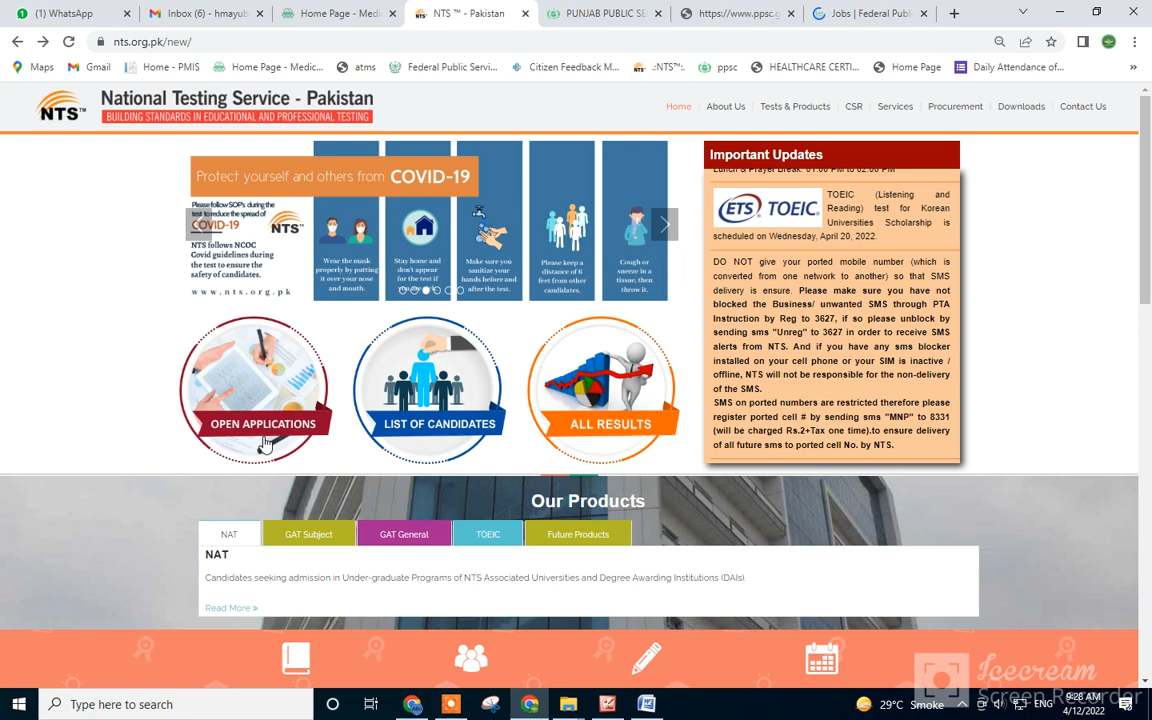 (1) WhatsApp
Inbox (6) - hmayub
Home Page - Medi
NTS ™ - Pakistan
PUNJAB PUBLIC SE
https://www.ppsc.g
Jobs | Federal Publ
nts.org.pk/new/
Maps
Gmail
Home - PMIS
Home Page - Medic...
atms
Federal Public Servi...
Citizen Feedback M...
.:NTS™:.
ppsc
HEALTHCARE CERTI...
Home Page
Daily Attendance of...
NTS™
National Testing Service - Pakistan
BUILDING STANDARDS IN EDUCATIONAL AND PROFESSIONAL TESTING
Home
About Us
Tests & Products
CSR
Services
Procurement
Downloads
Contact Us
Protect yourself and others from COVID-19
Please follow SOP's during
the test to reduce the spread of
COVID-19
NTS
NTS follows NCOC
Covid guidelines during
the test to ensure the
safety of candidates.
www.nts.org.pk
Wear the mask
properly by putting
it over your nose
and mouth.
Stay home and
don't appear
for the test if
Make sure you
sanitize your
hands before and
after the test.
Please keep a
distance of 6
feet from other
candidates.
Cough or
sneeze in a
tissue, then
throw it.
Important Updates
Lunch & Prayer Break: 01:00 PM to 02:00 PM
ETS TOEIC
TOEIC (Listening and
Reading) test for Korean
Universities Scholarship is
scheduled on Wednesday, April 20, 2022.
DO NOT give your ported mobile number (which is
converted from one network to another) so that SMS
delivery is ensure. Please make sure you have not
blocked the Business/ unwanted SMS through PTA
Instruction by Reg to 3627, if so please unblock by
sending sms "Unreg" to 3627 in order to receive SMS
alerts from NTS. And if you have any sms blocker
installed on your cell phone or your SIM is inactive /
offline, NTS will not be responsible for the non-delivery
of the SMS.
SMS on ported numbers are restricted therefore please
register ported cell # by sending sms "MNP" to 8331
(will be charged Rs.2+Tax one time).to ensure delivery
of all future sms to ported cell No. by NTS.
OPEN APPLICATIONS
LIST OF CANDIDATES
ALL RESULTS
Our Products
NAT
GAT Subject
GAT General
TOEIC
Future Products
NAT
Candidates seeking admission in Under-graduate Programs of NTS Associated Universities and Degree Awarding Institutions (DAIs).
Read More »
Icecream
Screen Recorder
Type here to search
29°C Smoke
ENG
9:28 AM
4/12/2022